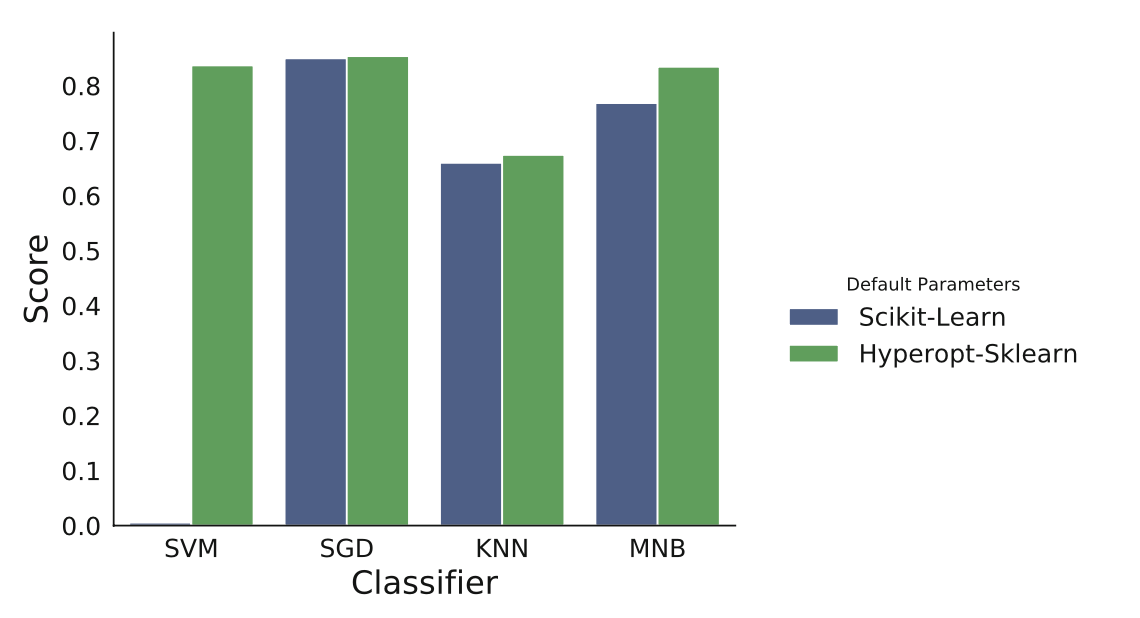 0.8
0.7
0.6
0.5
0.4
0.3
0.2
0.1
0.0
Score
SVM SGD KNN MNB
Classifier
Default Parameters
Scikit-Learn
Hyperopt-Sklearn